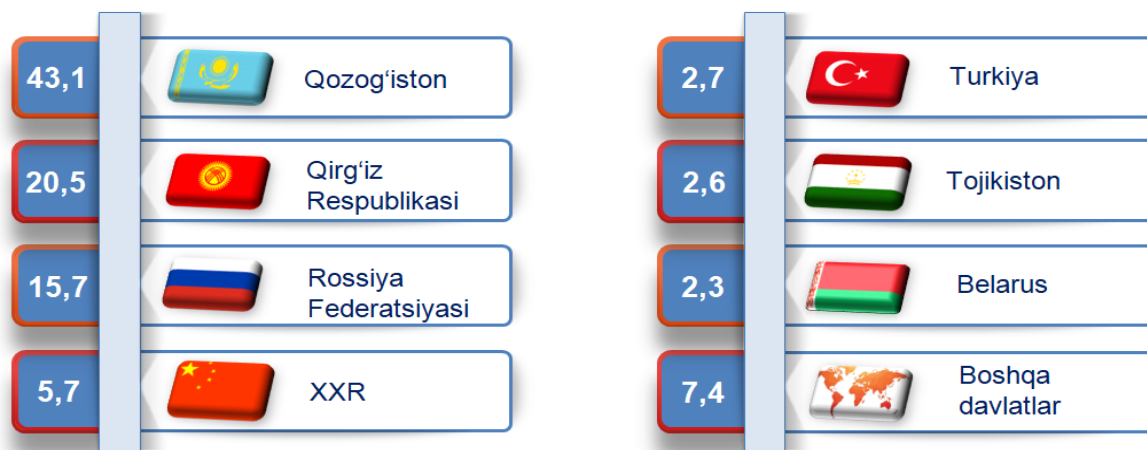 43,1
Qozog‘iston
20,5
Qirg‘iz
Respublikasi
15,7
Rossiya
Federatsiyasi
5,7
XXR
2,7
Turkiya
2,6
Tojikiston
2,3
Belarus
7,4
Boshqa
davlatlar